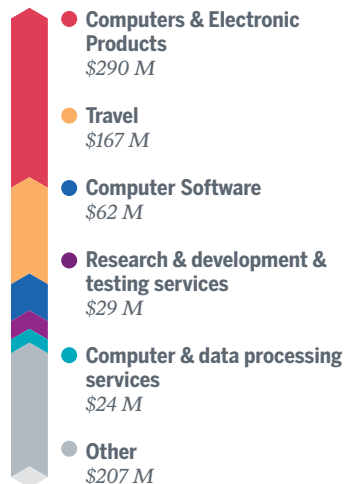 Computers & Electronic
Products
$290 M
Travel
$167 M
Computer Software
$62 M
Research & development &
testing services
$29 M
Computer & data processing
services
$24 M
Other
$207 M